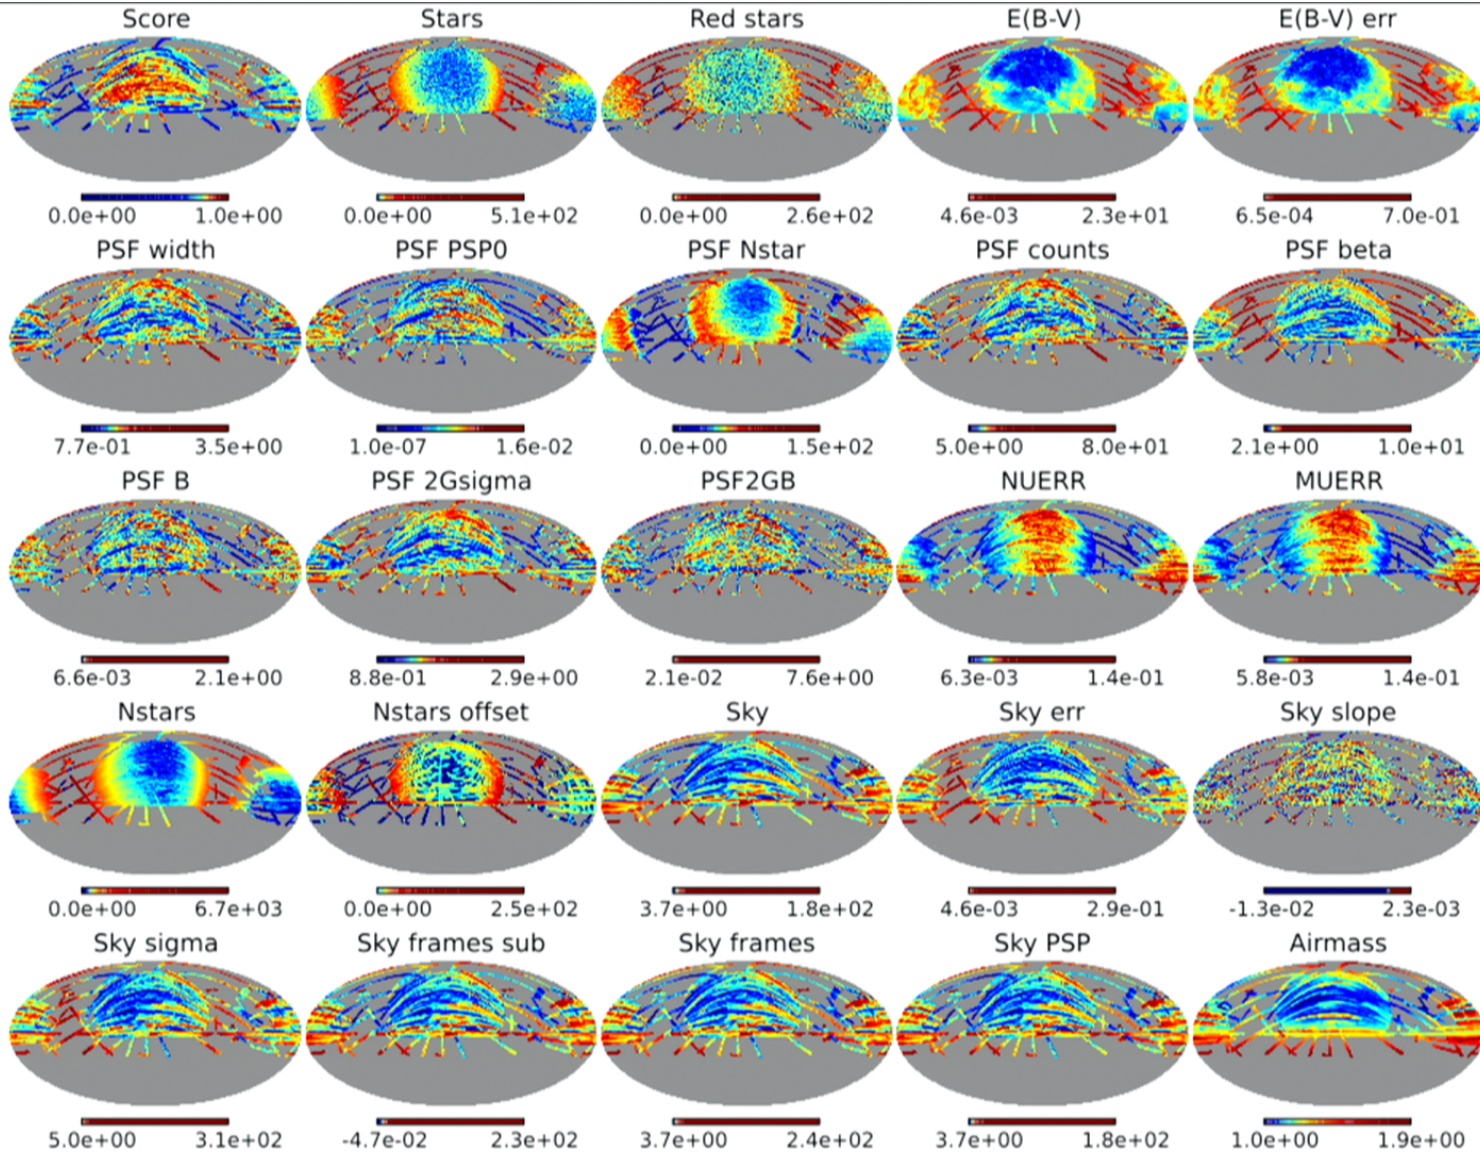 Score Stars Red stars E(B-V) E(B-V) err
0.0e+00 1.0e+00 0.0e+00 5.1e+02 0.0e+00 2.6e+02 4.6e-03 2.3e+01 6.5e-04 7.0e-01
PSF width PSF PSP0 PSF Nstar PSF counts PSF beta
7.7e-01 3.5e+00 1.0e-07 1.6e-02 0.0e+00 1.5e+02 5.0e+00 8.0e+01 2.1e+00 1.0e+01
PSF B PSF 2Gsigma PSF2GB NUERR MUERR
6.6e-03 2.1e+00 8.8e-01 2.9e+00 2.1e-02 7.6e+00 6.3e-03 1.4e-01 5.8e-03 1.4e-01
Nstars Nstars offset Sky Sky err Sky slope
0.0e+00 6.7e+03 0.0e+00 2.5e+02 3.7e+00 1.8e+02 4.6e-03 2.9e-01 -1.3e-02 2.3e-03
Sky sigma Sky frames sub Sky frames Sky PSP Airmass
5.0e+00 3.1e+02 -4.7e-02 2.3e+02 3.7e+00 2.4e+02 3.7e+00 1.8e+02 1.0e+00 1.9e+00